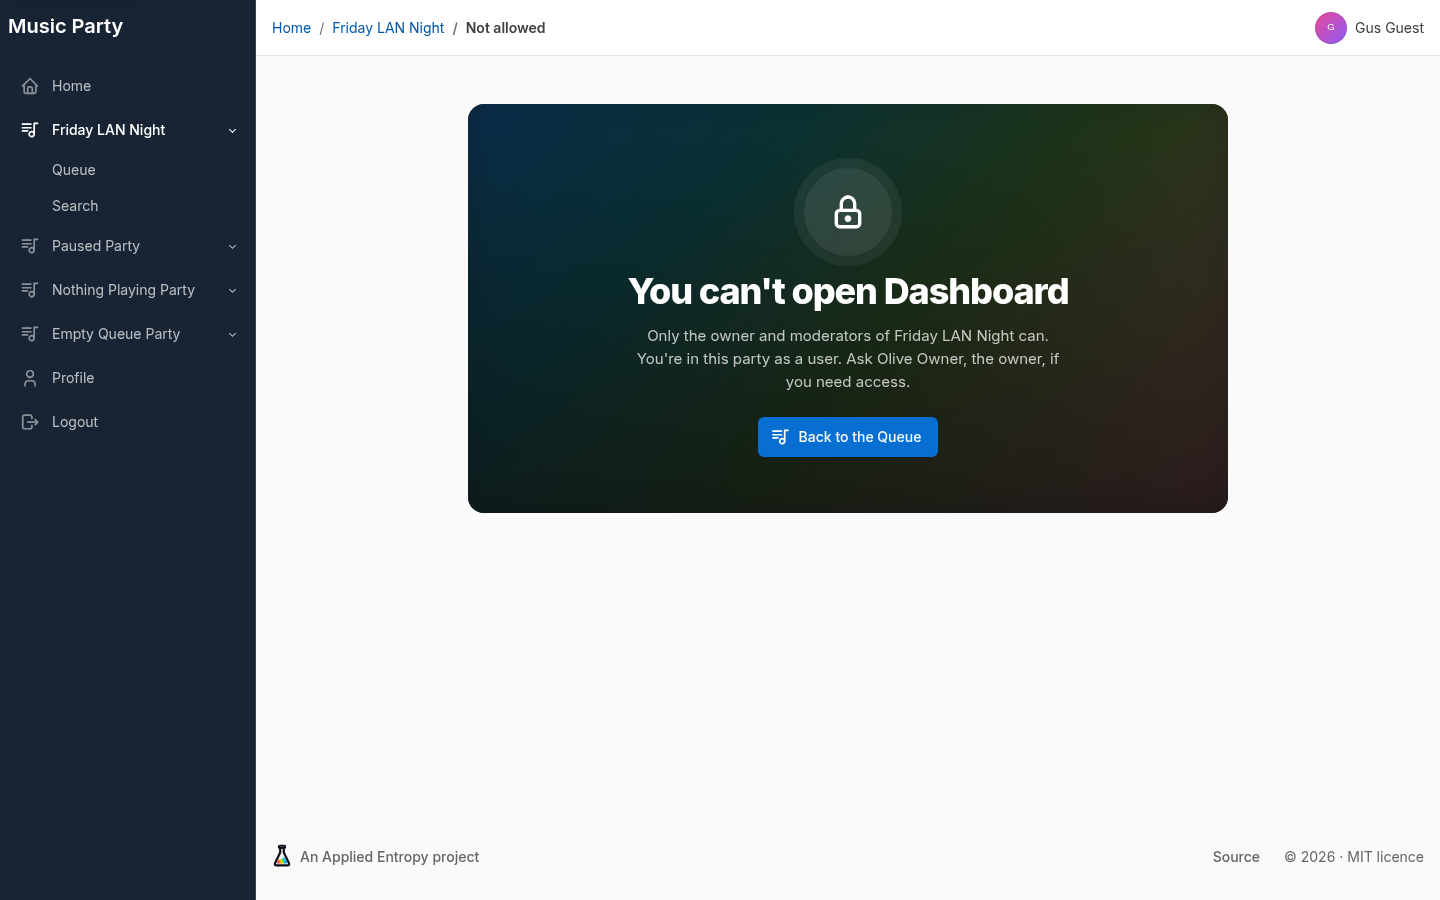 Music Party
Home
Friday LAN Night
Queue
Search
Paused Party
Nothing Playing Party
Empty Queue Party
Profile
Logout
Home / Friday LAN Night / Not allowed
G
Gus Guest
You can't open Dashboard
Only the owner and moderators of Friday LAN Night can.
You're in this party as a user. Ask Olive Owner, the owner, if
you need access.
Back to the Queue
An Applied Entropy project
Source
© 2026 · MIT licence